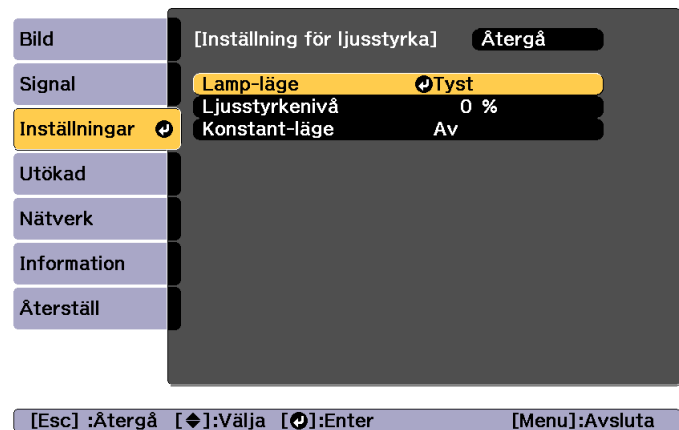 Bild
Signal
Inställningar
Utökad
Nätverk
Information
Återställ
[Inställning för ljusstyrka] Återgå
Lamp-läge Tyst
Ljusstyrkenivå 0 %
Konstant-läge Av
[Esc] :Återgå [◆]:Välja [↵]:Enter [Menu]:Avsluta